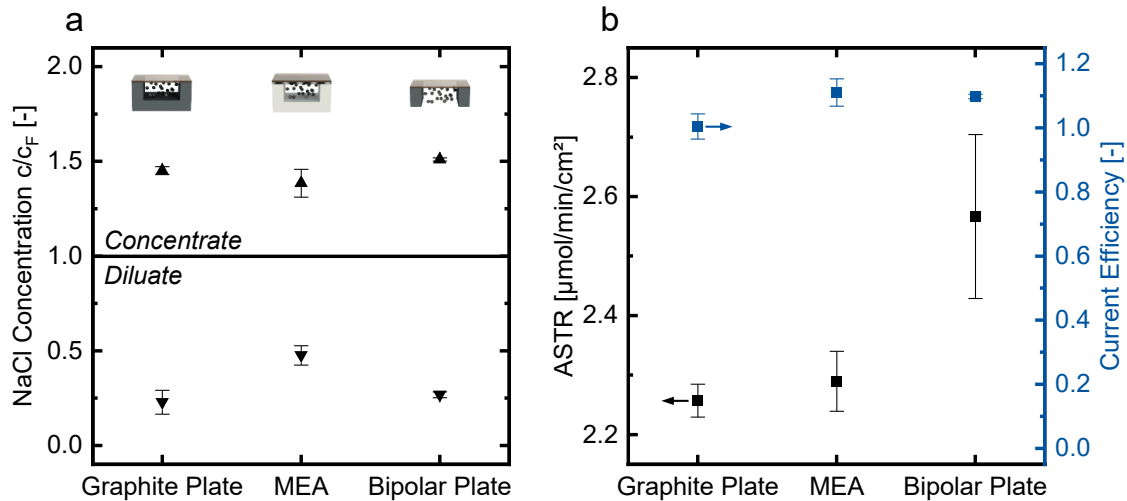 a
NaCl Concentration c/c_F [-]
2.0
1.5
1.0
0.5
0.0
Concentrate
Diluate
Graphite Plate MEA Bipolar Plate
b
ASTR [µmol/min/cm²]
2.8
2.6
2.4
2.2
1.2
1.0
0.8
0.6
0.4
0.2
0.0
Current Efficiency [-]
Graphite Plate MEA Bipolar Plate